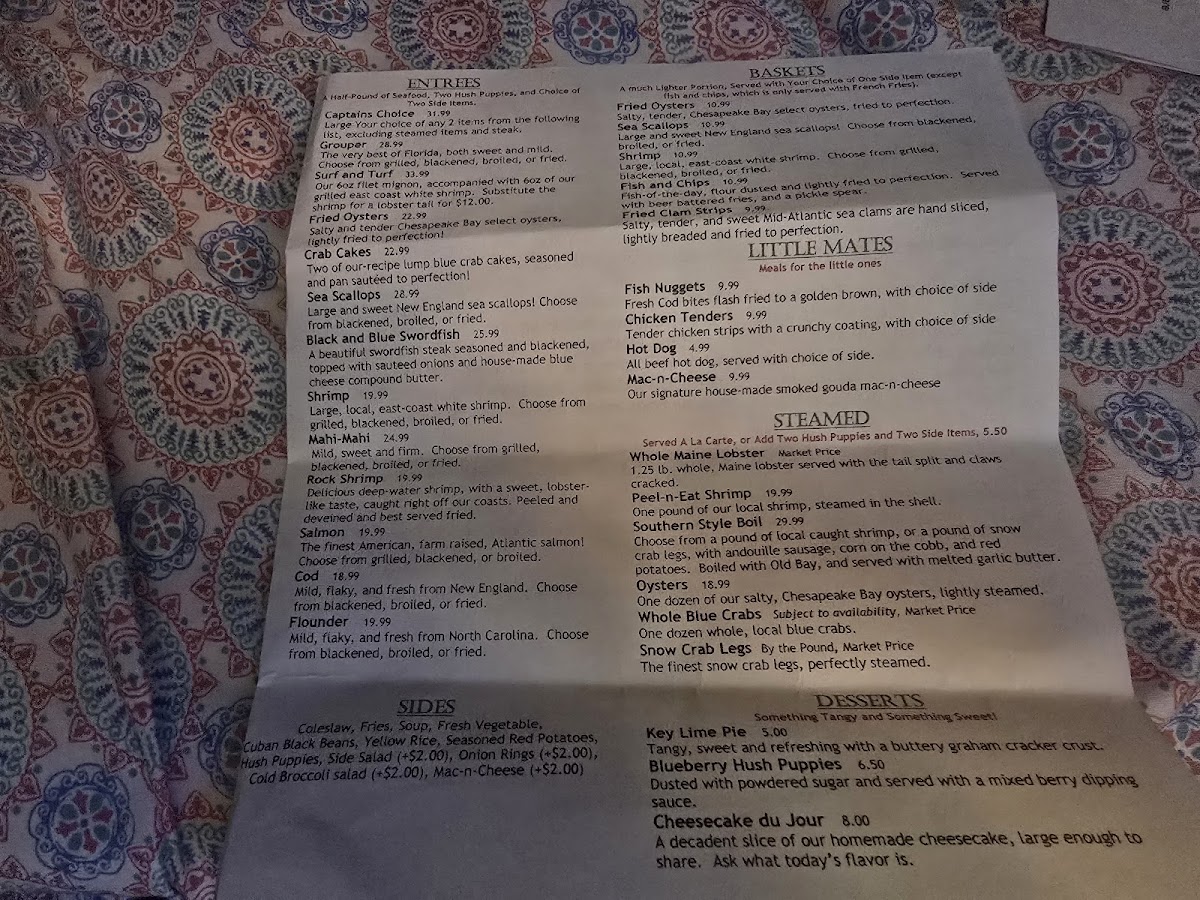 ENTREES
A Half-Pound of Seafood, Two Hush Puppies, and Choice of
Two Side Items.
Captains Choice 31.99
Large Your choice of any 2 items from the following
list, excluding steamed items and steak.
Grouper 28.99
The very best of Florida, both sweet and mild.
Choose from grilled, blackened, broiled, or fried.
Surf and Turf 33.99
Our 6oz filet mignon, accompanied with 6oz of our
grilled east coast white shrimp. Substitute the
shrimp for a lobster tail for $12.00.
Fried Oysters 22.99
Salty and tender Chesapeake Bay select oysters,
lightly fried to perfection!
Crab Cakes 22.99
Two of our-recipe lump blue crab cakes, seasoned
and pan sautéed to perfection!
Sea Scallops 28.99
Large and sweet New England sea scallops! Choose
from blackened, broiled, or fried.
Black and Blue Swordfish 25.99
A beautiful swordfish steak seasoned and blackened,
topped with sauteed onions and house-made blue
cheese compound butter.
Shrimp 19.99
Large, local, east-coast white shrimp. Choose from
grilled, blackened, broiled, or fried.
Mahi-Mahi 24.99
Mild, sweet and firm. Choose from grilled,
blackened, broiled, or fried.
Rock Shrimp 19.99
Delicious deep-water shrimp, with a sweet, lobster-
like taste, caught right off our coasts. Peeled and
deveined and best served fried.
Salmon 19.99
The finest American, farm raised, Atlantic salmon!
Choose from grilled, blackened, or broiled.
Cod 18.99
Mild, flaky, and fresh from New England. Choose
from blackened, broiled, or fried.
Flounder 19.99
Mild, flaky, and fresh from North Carolina. Choose
from blackened, broiled, or fried.
SIDES
Coleslaw, Fries, Soup, Fresh Vegetable,
Cuban Black Beans, Yellow Rice, Seasoned Red Potatoes,
Hush Puppies, Side Salad (+$2.00), Onion Rings (+$2.00),
Cold Broccoli salad (+$2.00), Mac-n-Cheese (+$2.00)
BASKETS
A much Lighter Portion, Served with Your Choice of One Side Item (except
fish and chips, which is only served with French Fries).
Fried Oysters 10.99
Salty, tender, Chesapeake Bay select oysters, fried to perfection.
Sea Scallops 10.99
Large and sweet New England sea scallops! Choose from blackened,
broiled, or fried.
Shrimp 10.99
Large, local, east-coast white shrimp. Choose from grilled,
blackened, broiled, or fried.
Fish and Chips 10.99
Fish-of-the-day, flour dusted and lightly fried to perfection. Served
with beer battered fries, and a pickle spear.
Fried Clam Strips 9.99
Salty, tender, and sweet Mid-Atlantic sea clams are hand sliced,
lightly breaded and fried to perfection.
LITTLE MATES
Meals for the little ones
Fish Nuggets 9.99
Fresh Cod bites flash fried to a golden brown, with choice of side
Chicken Tenders 9.99
Tender chicken strips with a crunchy coating, with choice of side
Hot Dog 4.99
All beef hot dog, served with choice of side.
Mac-n-Cheese 9.99
Our signature house-made smoked gouda mac-n-cheese
STEAMED
Served A La Carte, or Add Two Hush Puppies and Two Side Items, 5.50
Whole Maine Lobster Market Price
1.25 lb. whole, Maine lobster served with the tail split and claws
cracked.
Peel-n-Eat Shrimp 19.99
One pound of our local shrimp, steamed in the shell.
Southern Style Boil 29.99
Choose from a pound of local caught shrimp, or a pound of snow
crab legs, with andouille sausage, corn on the cobb, and red
potatoes. Boiled with Old Bay, and served with melted garlic butter.
Oysters 18.99
One dozen of our salty, Chesapeake Bay oysters, lightly steamed.
Whole Blue Crabs Subject to availability, Market Price
One dozen whole, local blue crabs.
Snow Crab Legs By the Pound, Market Price
The finest snow crab legs, perfectly steamed.
DESSERTS
Something Tangy and Something Sweet!
Key Lime Pie 5.00
Tangy, sweet and refreshing with a buttery graham cracker crust.
Blueberry Hush Puppies 6.50
Dusted with powdered sugar and served with a mixed berry dipping
sauce.
Cheesecake du Jour 8.00
A decadent slice of our homemade cheesecake, large enough to
share. Ask what today's flavor is.